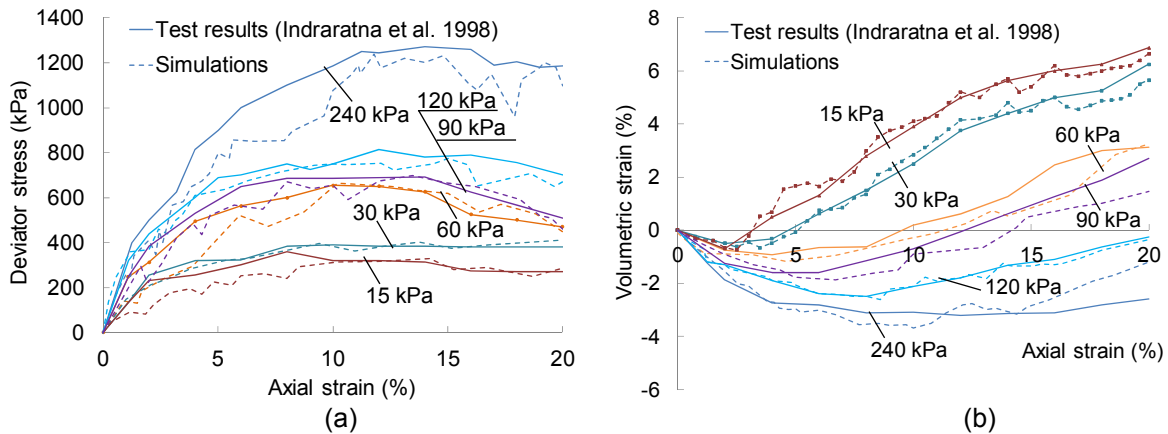 (a)
Deviator stress (kPa)
1400
1200
1000
800
600
400
200
0
Test results (Indraratna et al. 1998)
Simulations
240 kPa
120 kPa
90 kPa
30 kPa
60 kPa
15 kPa
0
5
10
15
20
Axial strain (%)
(a)
(b)
Volumetric strain (%)
8
6
4
2
0
-2
-4
-6
Test results (Indraratna et al. 1998)
Simulations
15 kPa
30 kPa
60 kPa
90 kPa
0
5
10
15
20
120 kPa
240 kPa
Axial strain (%)
(b)